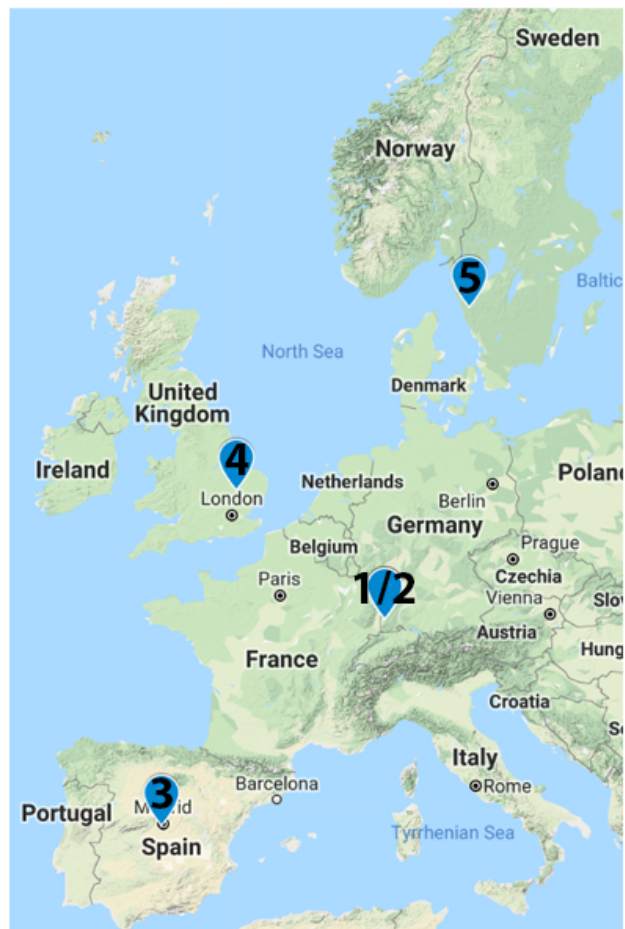 Sweden
Norway
5
Baltic
North Sea
Denmark
United
Kingdom
Ireland
4
London
Netherlands
Berlin
Poland
Germany
Belgium
Prague
Paris
1/2
Czechia
Vienna
Slov
Austria
Hung
France
Croatia
Se
Italy
Barcelona
Rome
3
Portugal
Spain
Tyrrhenian Sea